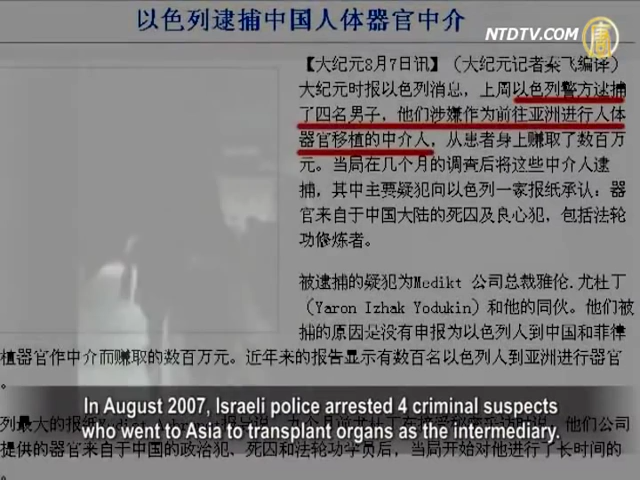 以色列逮捕中国人体器官中介
NTDTV.COM
【大纪元8月7日讯】（大纪元记者秦飞编译）
大纪元时报以色列消息，上周以色列警方逮捕
了四名男子，他们涉嫌作为前往亚洲进行人体
器官移植的中介人，从患者身上赚取了数百万
元。当局在几个月的调查后将这些中介人逮
捕，其中主要疑犯向以色列一家报纸承认：器
官来自于中国大陆的死囚及良心犯，包括法轮
功修炼者。
被逮捕的疑犯为Medikt 公司总裁雅伦.尤杜丁
（Yaron Izhak Yodukin）和他的同伙。他们被
捕的原因是没有申报为以色列人到中国和菲律
植器官作中介而赚取的数百万元。近年来的报告显示有数百名以色列人到亚洲进行器官
。
In August 2007, Israeli police arrested 4 criminal suspects
who went to Asia to transplant organs as the intermediary.
列最大的报纸
他们公司
提供的器官来自于中国的政治犯、死囚和法轮功学员后，当局开始对他进行了长时间的